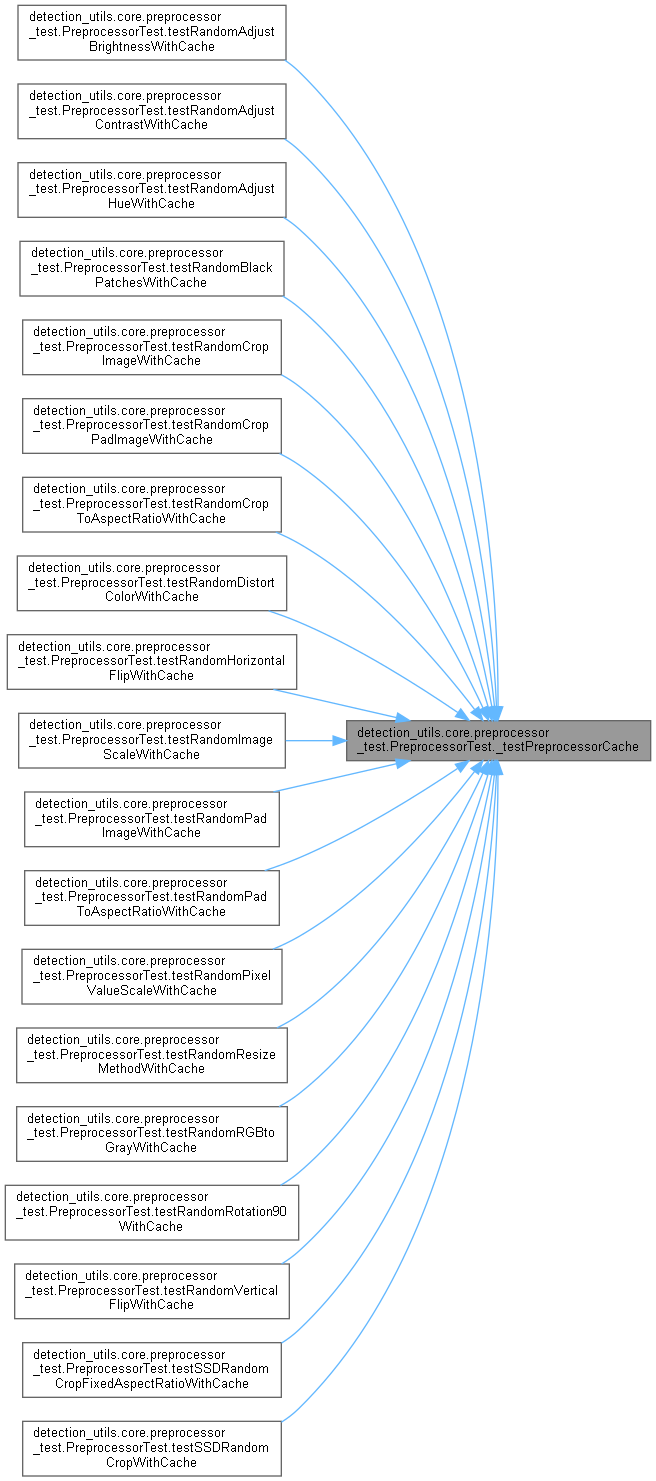 detection_utils.core.preprocessor
_test.PreprocessorTest.testRandomAdjust
BrightnessWithCache
detection_utils.core.preprocessor
_test.PreprocessorTest.testRandomAdjust
ContrastWithCache
detection_utils.core.preprocessor
_test.PreprocessorTest.testRandomAdjust
HueWithCache
detection_utils.core.preprocessor
_test.PreprocessorTest.testRandomBlack
PatchesWithCache
detection_utils.core.preprocessor
_test.PreprocessorTest.testRandomCrop
ImageWithCache
detection_utils.core.preprocessor
_test.PreprocessorTest.testRandomCrop
PadImageWithCache
detection_utils.core.preprocessor
_test.PreprocessorTest.testRandomCrop
ToAspectRatioWithCache
detection_utils.core.preprocessor
_test.PreprocessorTest.testRandomDistort
ColorWithCache
detection_utils.core.preprocessor
_test.PreprocessorTest.testRandomHorizontal
FlipWithCache
detection_utils.core.preprocessor
_test.PreprocessorTest.testRandomImage
ScaleWithCache
detection_utils.core.preprocessor
_test.PreprocessorTest._testPreprocessorCache
detection_utils.core.preprocessor
_test.PreprocessorTest.testRandomPad
ImageWithCache
detection_utils.core.preprocessor
_test.PreprocessorTest.testRandomPad
ToAspectRatioWithCache
detection_utils.core.preprocessor
_test.PreprocessorTest.testRandomPixel
ValueScaleWithCache
detection_utils.core.preprocessor
_test.PreprocessorTest.testRandomResize
MethodWithCache
detection_utils.core.preprocessor
_test.PreprocessorTest.testRandomRGBto
GrayWithCache
detection_utils.core.preprocessor
_test.PreprocessorTest.testRandomRotation90
WithCache
detection_utils.core.preprocessor
_test.PreprocessorTest.testRandomVertical
FlipWithCache
detection_utils.core.preprocessor
_test.PreprocessorTest.testSSDRandom
CropFixedAspectRatioWithCache
detection_utils.core.preprocessor
_test.PreprocessorTest.testSSDRandom
CropWithCache